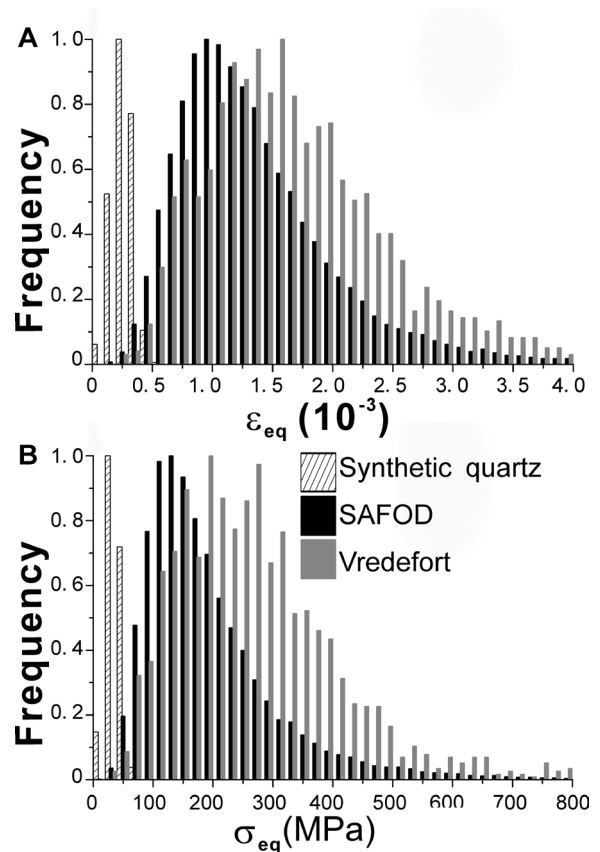 A
Frequency
1.0
0.8
0.6
0.4
0.2
0
0 0.5 1.0 1.5 2.0 2.5 3.0 3.5 4.0
εeq (10-3)
B
Frequency
1.0
0.8
0.6
0.4
0.2
0
Synthetic quartz
SAFOD
Vredefort
0 100 200 300 400 500 600 700 800
σeq(MPa)